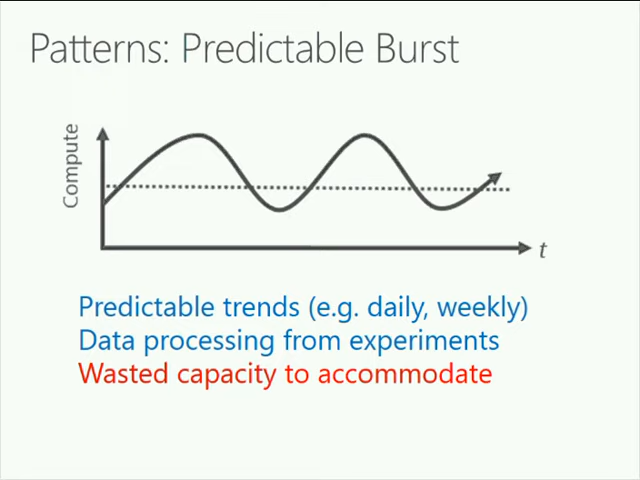 Patterns: Predictable Burst
Compute
t
Predictable trends (e.g. daily, weekly)
Data processing from experiments
Wasted capacity to accommodate